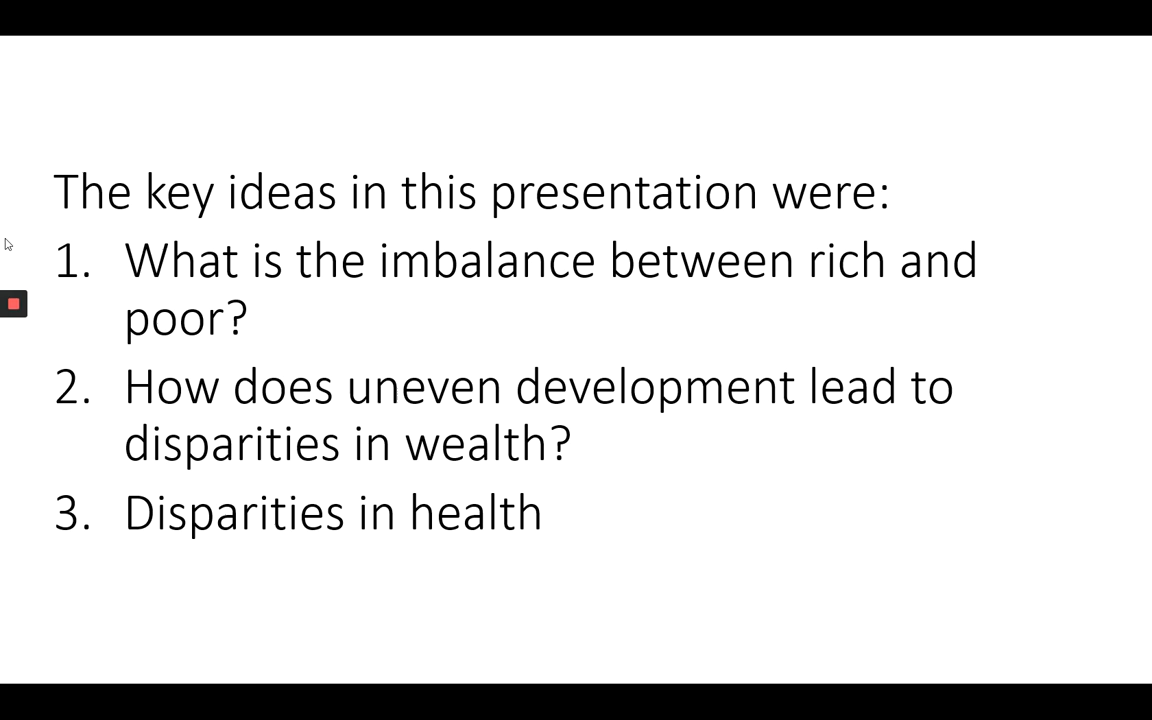 The key ideas in this presentation were:
1. What is the imbalance between rich and
poor?
2. How does uneven development lead to
disparities in wealth?
3. Disparities in health